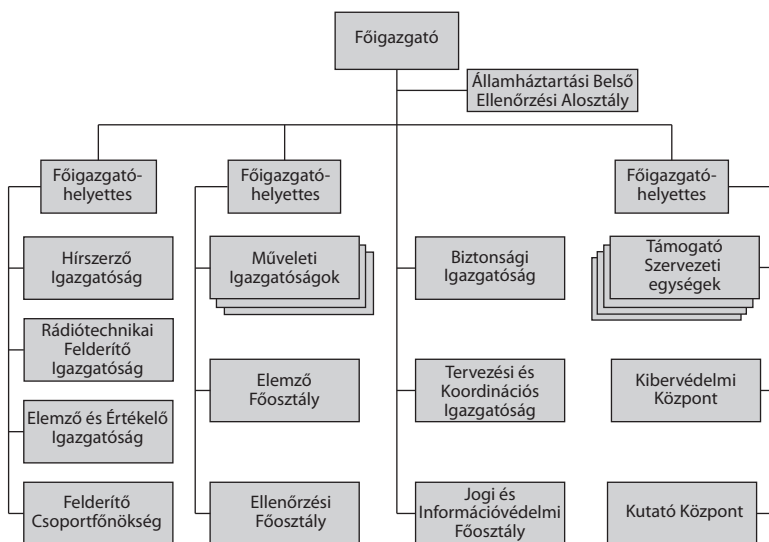 Főigazgató
Államháztartási Belső
Ellenőrzési Alosztály
Főigazgató-
helyettes
Hírszerző
Igazgatóság
Rádiótechnikai
Felderítő
Igazgatóság
Elemző és Értékelő
Igazgatóság
Felderítő
Csoportfőnökség
Főigazgató-
helyettes
Műveleti
Igazgatóságok
Elemző
Főosztály
Ellenőrzési
Főosztály
Biztonsági
Igazgatóság
Tervezési és
Koordinációs
Igazgatóság
Jogi és
Információvédelmi
Főosztály
Főigazgató-
helyettes
Támogató
Szervezeti
egységek
Kibervédelmi
Központ
Kutató Központ